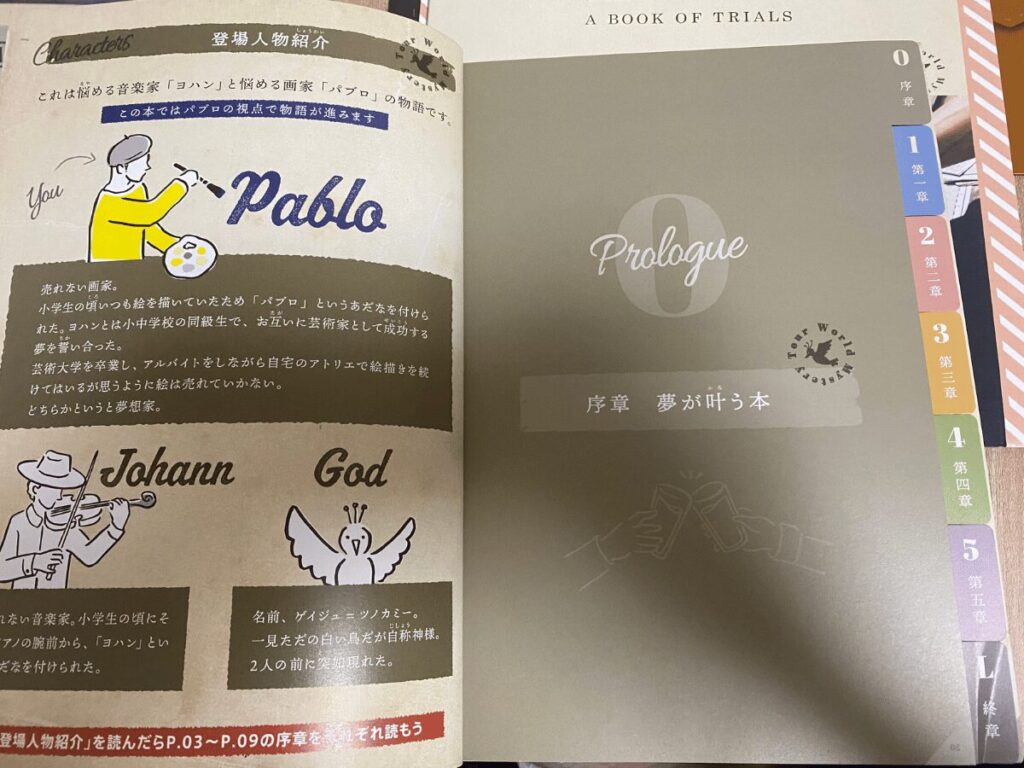 Characters
登場人物紹介
Tour World Mystery
これは悩める音楽家「ヨハン」と悩める画家「パブロ」の物語です。
この本ではパブロの視点で物語が進みます
You
Pablo
売れない画家。
小学生の頃いつも絵を描いていたため「パブロ」というあだなを付けら
れた。ヨハンとは小中学校の同級生で、お互いに芸術家として成功する
夢を誓い合った。
芸術大学を卒業し、アルバイトをしながら自宅のアトリエで絵描きを続
けてはいるが思うように絵は売れていかない。
どちらかというと夢想家。
Johann
れない音楽家。小学生の頃にそ
アノの腕前から、「ヨハン」とい
だなを付けられた。
God
名前、ゲイジュ=ツノカミー。
一見ただの白い鳥だが自称神様。
2人の前に突如現れた。
登場人物紹介」を読んだらP.03〜P.09の序章を それぞれ読もう
A BOOK OF TRIALS
0
Prologue
Tour World Mystery
序章 夢が叶う本
0 序章
1 第一章
2 第二章
3 第三章
4 第四章
5 第五章
L 終章